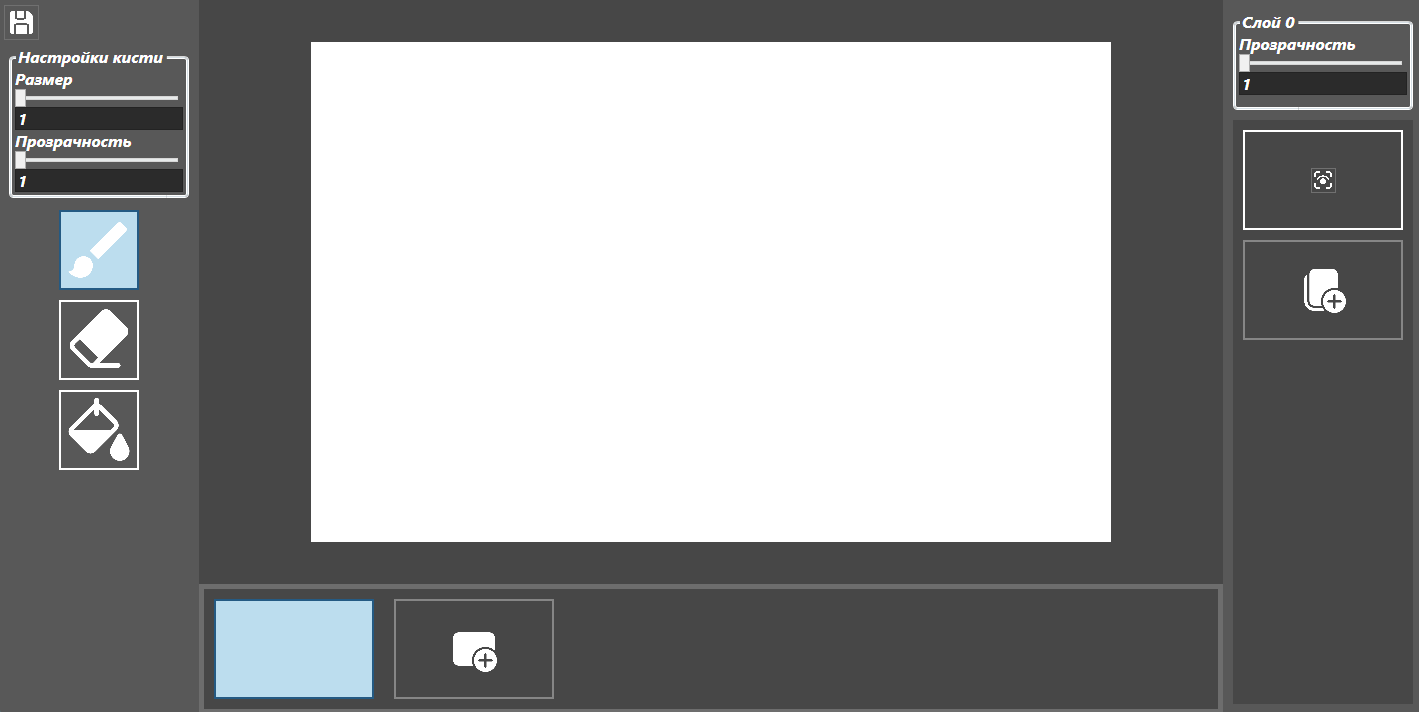 Настройки кисти
Размер
1
Прозрачность
1
Слой 0
Прозрачность
1